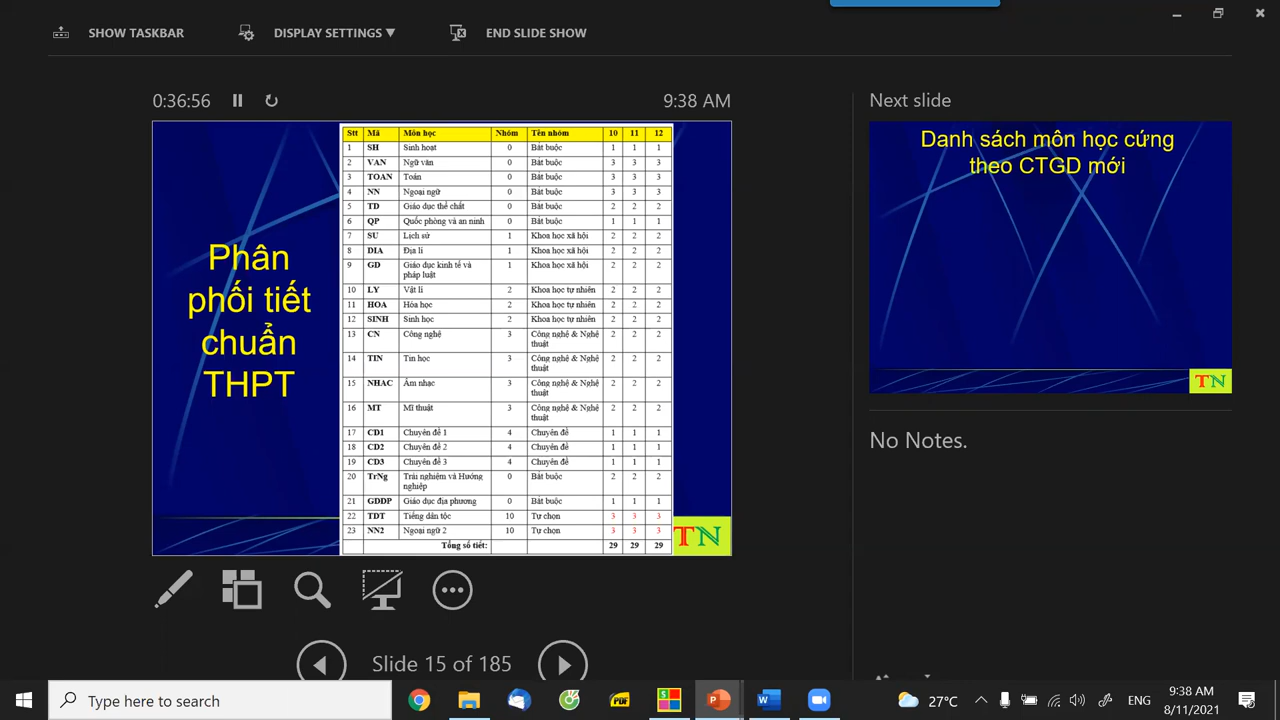 SHOW TASKBAR DISPLAY SETTINGS ▼ END SLIDE SHOW
0:36:56 9:38 AM
Phân
phối tiết
chuẩn
THPT
Stt Mã Môn học Nhóm Tên nhóm 10 11 12
1 SH Sinh hoạt 0 Bắt buộc 1 1 1
2 VAN Ngữ văn 0 Bắt buộc 3 3 3
3 TOAN Toán 0 Bắt buộc 3 3 3
4 NN Ngoại ngữ 0 Bắt buộc 3 3 3
5 TD Giáo dục thể chất 0 Bắt buộc 2 2 2
6 QP Quốc phòng và an ninh 0 Bắt buộc 1 1 1
7 SU Lịch sử 1 Khoa học xã hội 2 2 2
8 DIA Địa lí 1 Khoa học xã hội 2 2 2
9 GD Giáo dục kinh tế và 1 Khoa học xã hội 2 2 2
pháp luật
10 LY Vật lí 2 Khoa học tự nhiên 2 2 2
11 HOA Hóa học 2 Khoa học tự nhiên 2 2 2
12 SINH Sinh học 2 Khoa học tự nhiên 2 2 2
13 CN Công nghệ 3 Công nghệ & Nghệ 2 2 2
thuật
14 TIN Tin học 3 Công nghệ & Nghệ 2 2 2
thuật
15 NHAC Âm nhạc 3 Công nghệ & Nghệ 2 2 2
thuật
16 MT Mĩ thuật 3 Công nghệ & Nghệ 2 2 2
thuật
17 CD1 Chuyên đề 1 4 Chuyên đề 1 1 1
18 CD2 Chuyên đề 2 4 Chuyên đề 1 1 1
19 CD3 Chuyên đề 3 4 Chuyên đề 1 1 1
20 TrNg Trải nghiệm và Hướng 0 Bắt buộc 2 2 2
nghiệp
21 GDDP Giáo dục địa phương 0 Bắt buộc 1 1 1
22 TDT Tiếng dân tộc 10 Tự chọn 3 3 3
23 NN2 Ngoại ngữ 2 10 Tự chọn 3 3 3
Tổng số tiết: 29 29 29
TN
Next slide
Danh sách môn học cứng
theo CTGD mới
TN
No Notes.
Slide 15 of 185
Type here to search
PDF
27°C
ENG
9:38 AM
8/11/2021